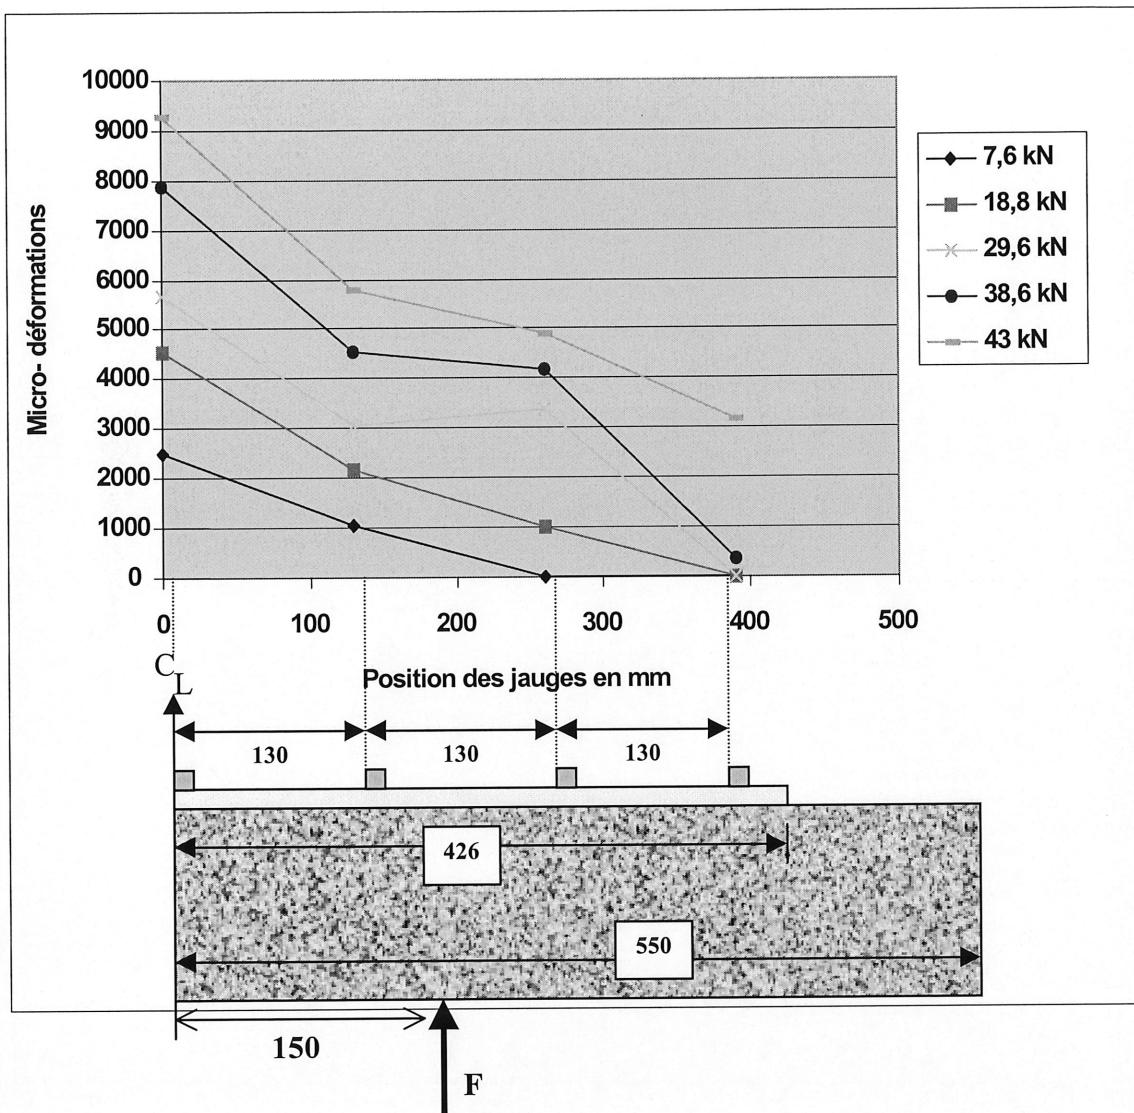 10000
9000
8000
7000
6000
5000
4000
3000
2000
1000
0
Micro- déformations
0 100 200 300 400 500
Position des jauges en mm
7,6 kN
18,8 kN
29,6 kN
38,6 kN
43 kN
CL
130 130 130
426
550
150
F